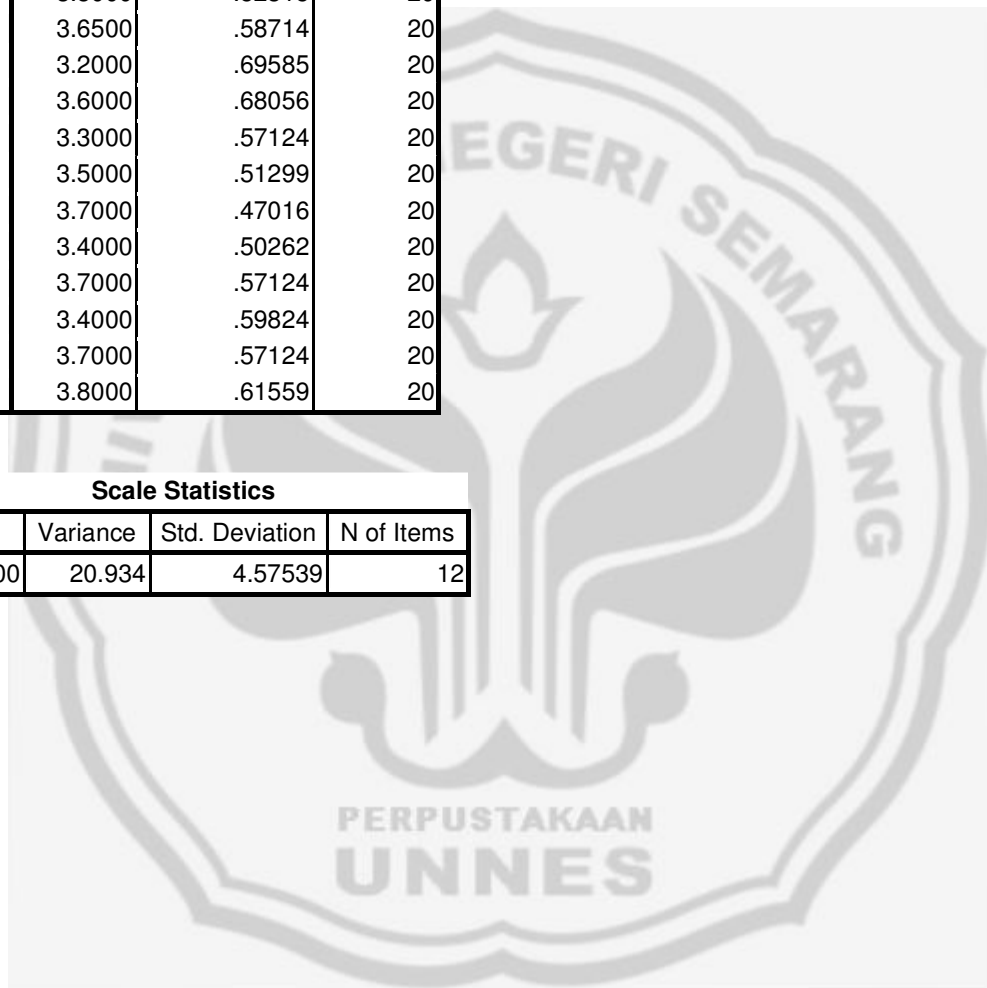 3.6500 .58714 20
3.2000 .69585 20
3.6000 .68056 20
3.3000 .57124 20
3.5000 .51299 20
3.7000 .47016 20
3.4000 .50262 20
3.7000 .57124 20
3.4000 .59824 20
3.7000 .57124 20
3.8000 .61559 20
Scale Statistics
Variance Std. Deviation N of Items
00 20.934 4.57539 12
EGERI SEMARANG
PERPUSTAKAAN
UNNES